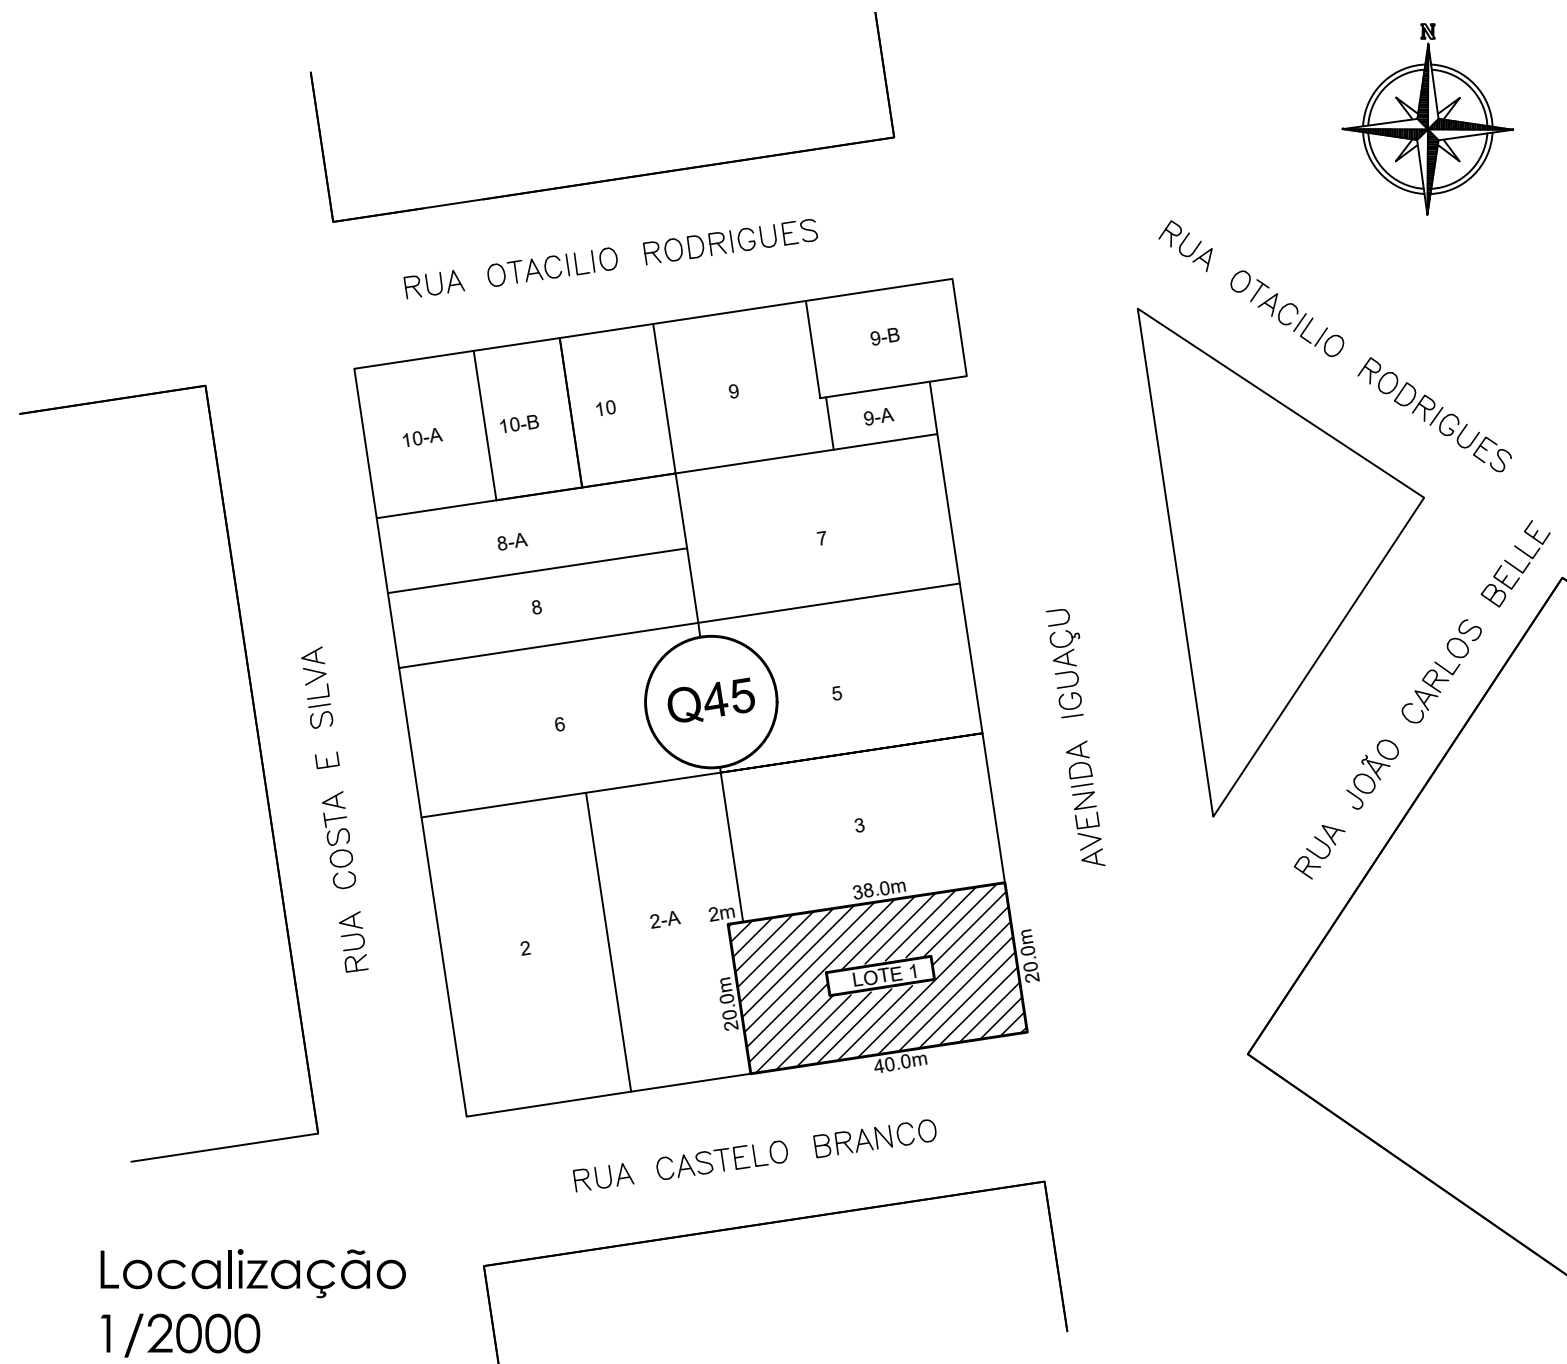 N
RUA OTACILIO RODRIGUES
RUA OTACILIO RODRIGUES
9-B
9
10
9-A
10-B
10-A
8-A
7
8
RUA JOÃO CARLOS BELLE
Q45
5
6
RUA COSTA E SILVA
AVENIDA IGUAÇU
3
38.0m
2m
2-A
2
LOTE 1
20.0m
20.0m
40.0m
RUA CASTELO BRANCO
Localização
1/2000